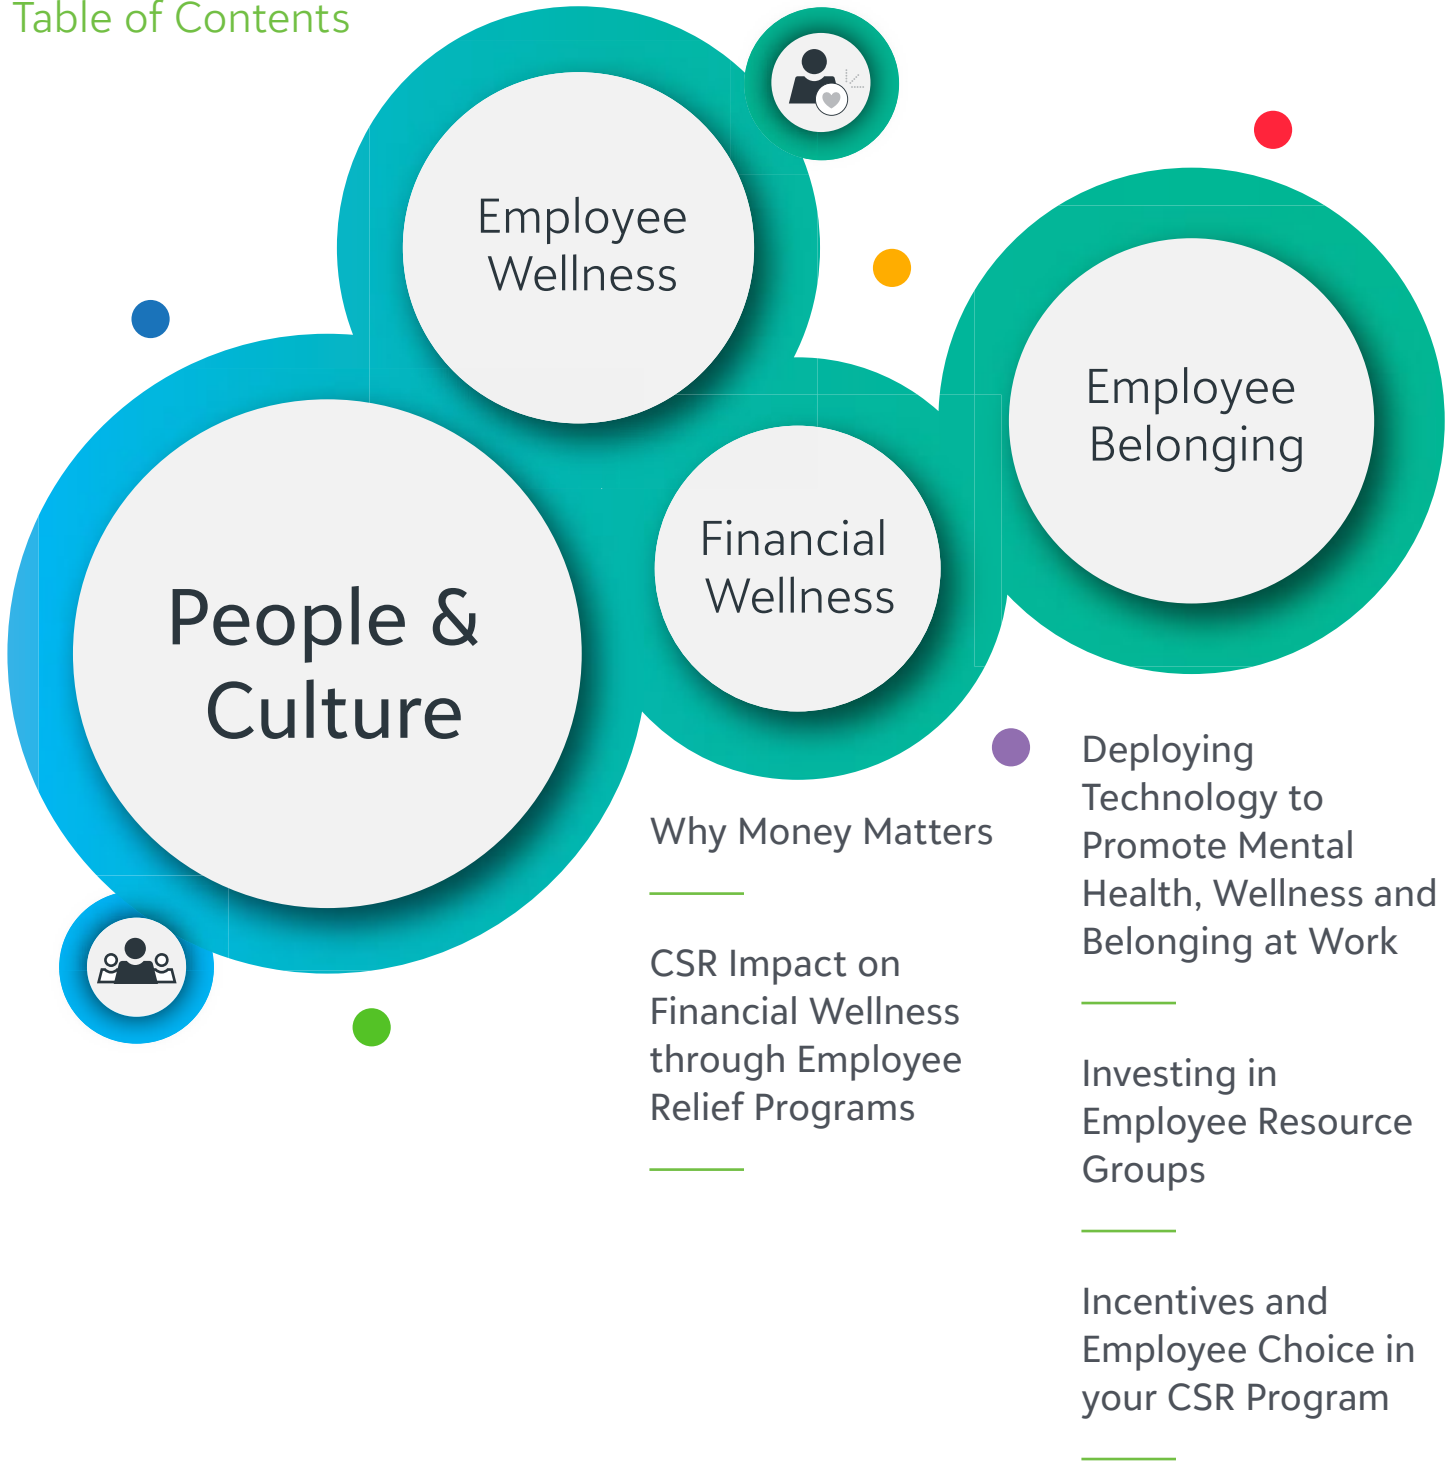 Table of Contents
Employee
Wellness
Employee
Belonging
Financial
Wellness
People &
Culture
Why Money Matters
CSR Impact on
Financial Wellness
through Employee
Relief Programs
Deploying
Technology to
Promote Mental
Health, Wellness and
Belonging at Work
Investing in
Employee Resource
Groups
Incentives and
Employee Choice in
your CSR Program